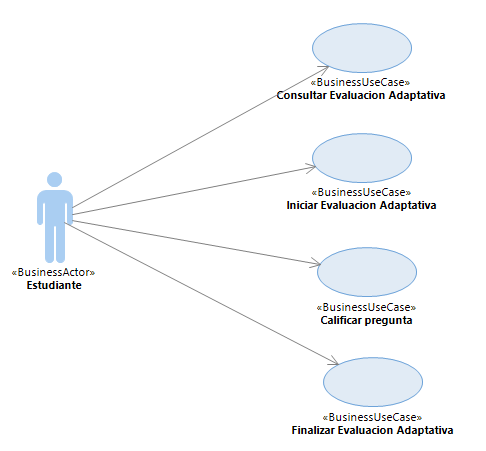 «BusinessUseCase»
Consultar Evaluacion Adaptativa
«BusinessUseCase»
Iniciar Evaluacion Adaptativa
«BusinessActor»
Estudiante
«BusinessUseCase»
Calificar pregunta
«BusinessUseCase»
Finalizar Evaluacion Adaptativa